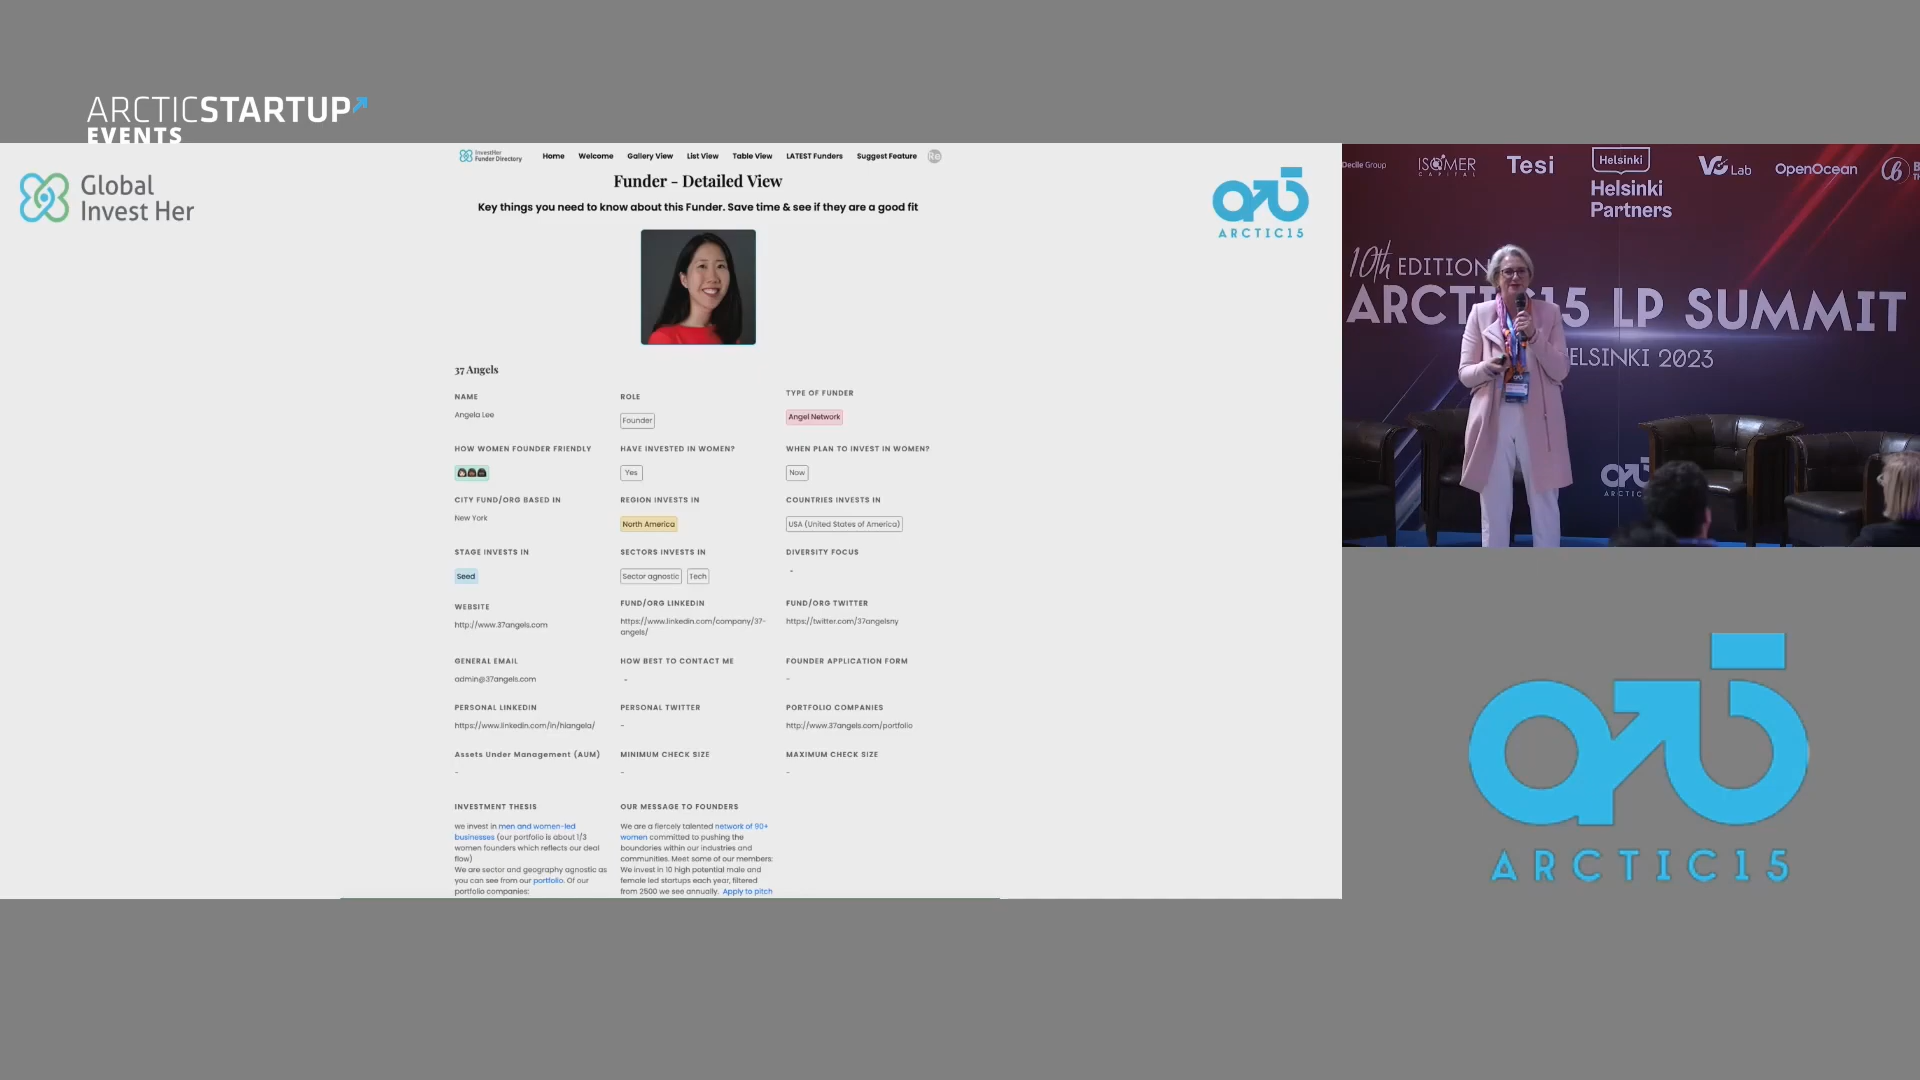 ARCTICSTARTUP
EVENTS
Global
Invest Her
InvestHer
Funder Directory
Home Welcome Gallery View List View Table View LATEST Funders Suggest Feature Re
Funder - Detailed View
Key things you need to know about this Funder. Save time & see if they are a good fit
ARCTIC15
37 Angels
NAME ROLE TYPE OF FUNDER
Angela Lee Founder Angel Network
HOW WOMEN FOUNDER FRIENDLY HAVE INVESTED IN WOMEN? WHEN PLAN TO INVEST IN WOMEN?
Yes Now
CITY FUND/ORG BASED IN REGION INVESTS IN COUNTRIES INVESTS IN
New York North America USA (United States of America)
STAGE INVESTS IN SECTORS INVESTS IN DIVERSITY FOCUS
Seed Sector agnostic Tech -
WEBSITE FUND/ORG LINKEDIN FUND/ORG TWITTER
http://www.37angels.com https://www.linkedin.com/company/37- https://twitter.com/37angelsny
angels/
GENERAL EMAIL HOW BEST TO CONTACT ME FOUNDER APPLICATION FORM
admin@37angels.com - -
PERSONAL LINKEDIN PERSONAL TWITTER PORTFOLIO COMPANIES
https://www.linkedin.com/in/hiangela/ - http://www.37angels.com/portfolio
Assets Under Management (AUM) MINIMUM CHECK SIZE MAXIMUM CHECK SIZE
- - -
INVESTMENT THESIS
we invest in men and women-led
businesses (our portfolio is about 1/3
women founders which reflects our deal
flow)
We are sector and geography agnostic as
you can see from our portfolio. Of our
portfolio companies:
OUR MESSAGE TO FOUNDERS
We are a fiercely talented network of 90+
women committed to pushing the
boundaries within our industries and
communities. Meet some of our members:
We invest in 10 high potential male and
female led startups each year, filtered
from 2500 we see annually. Apply to pitch
Decile Group ISOMER CAPITAL Tesi Helsinki VC Lab OpenOcean
Helsinki
Partners
10th EDITION
ARCTIC15 LP SUMMIT
HELSINKI 2023
ARCTIC15